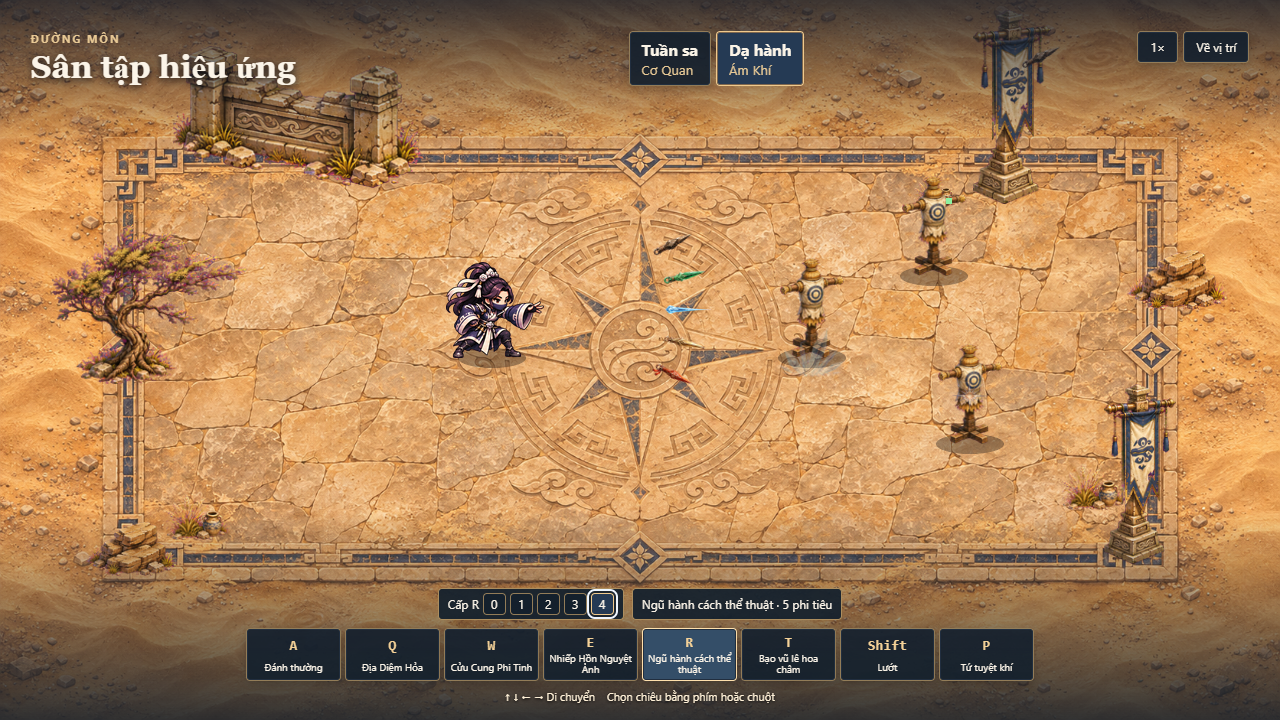 ĐƯỜNG MÔN
Sân tập hiệu ứng
Tuần sa
Cơ Quan
Dạ hành
Ám Khí
1×
Về vị trí
Cấp R 0 1 2 3 4
Ngũ hành cách thể thuật · 5 phi tiêu
A
Đánh thường
Q
Địa Diệm Hỏa
W
Cửu Cung Phi Tinh
E
Nhiếp Hồn Nguyệt
Ảnh
R
Ngũ hành cách thể
thuật
T
Bạo vũ lê hoa
châm
Shift
Lướt
P
Tứ tuyệt khí
↑ ↓ ← → Di chuyển Chọn chiêu bằng phím hoặc chuột